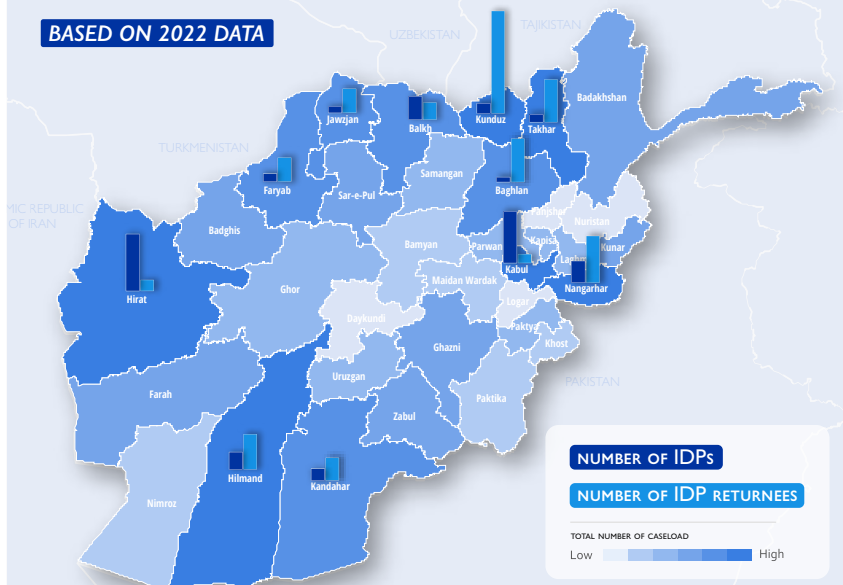 BASED ON 2022 DATA
UZBEKISTAN
TAJIKISTAN
TURKMENISTAN
MIC REPUBLIC
OF IRAN
PAKISTAN
Badakhshan
Jawzjan
Balkh
Kunduz
Takhar
Samangan
Baghlan
Faryab
Sar-e-Pul
Panjsher
Nuristan
Badghis
Bamyan
Parwan
Kapisa
Kunar
Kabul
Hirat
Ghor
Maidan Wardak
Nangarhar
Logar
Daykundi
Paktya
Ghazni
Khost
Uruzgan
Farah
Paktika
Zabul
Hilmand
Kandahar
Nimroz
NUMBER OF IDPs
NUMBER OF IDP RETURNEES
TOTAL NUMBER OF CASELOAD
Low High